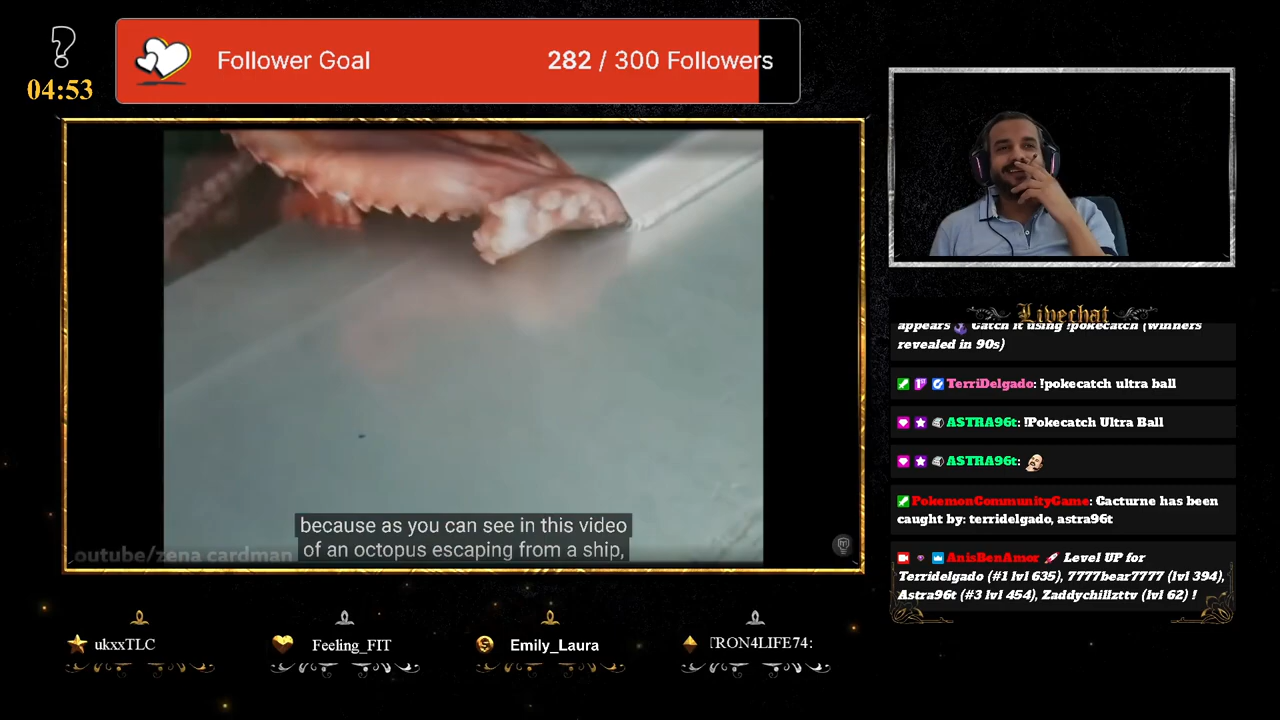 04:53
Follower Goal
282 / 300 Followers
because as you can see in this video
of an octopus escaping from a ship,
outube/zena cardman
Livechat
appears Catch it using !pokecatch (winners
revealed in 90s)
TerriDelgado: !pokecatch ultra ball
ASTRA96t: !Pokecatch Ultra Ball
ASTRA96t:
PokemonCommunityGame: Cacturne has been
caught by: terridelgado, astra96t
AnisBenAmor 🚀 Level UP for
Terridelgado (#1 lvl 635), 7777bear7777 (lvl 394),
Astra96t (#3 lvl 454), Zaddychillzttv (lvl 62) !
ukxxTLC
Feeling_FIT
Emily_Laura
TRON4LIFE74: